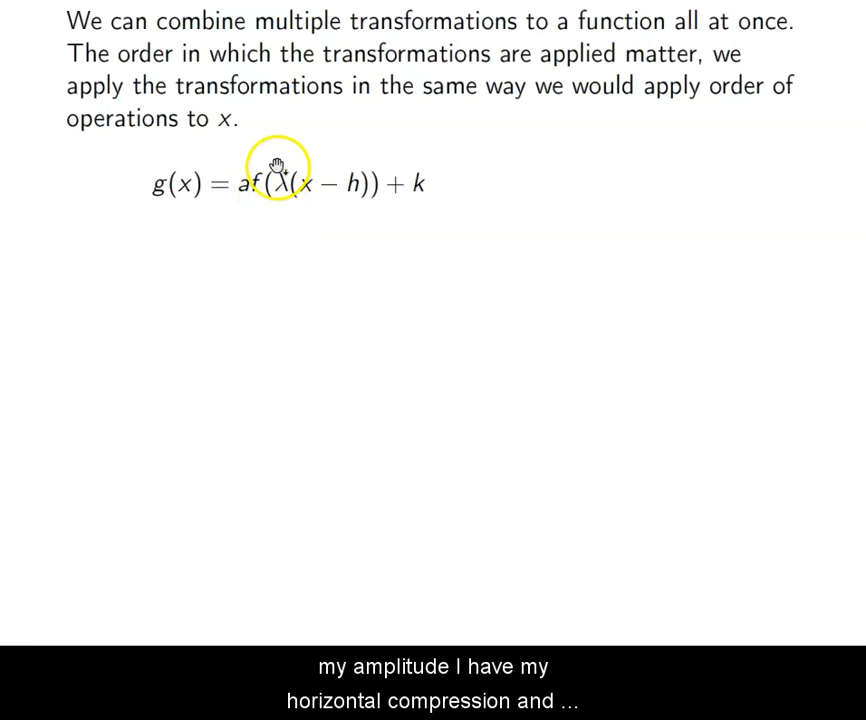 We can combine multiple transformations to a function all at once.
The order in which the transformations are applied matter, we
apply the transformations in the same way we would apply order of
operations to x.
g(x) = af(λ(x − h)) + k
my amplitude I have my
horizontal compression and ...